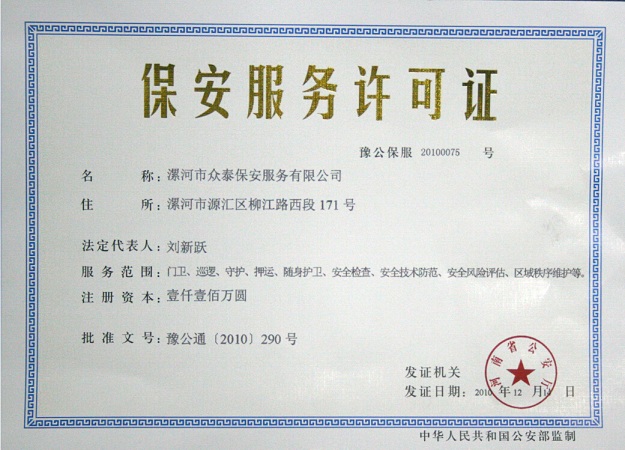 保安服务许可证
豫公保服 20100075 号
名 称：漯河市众泰保安服务有限公司
住 所：漯河市源汇区柳江路西段171号
法定代表人：刘新跃
服务范围：门卫、巡逻、守护、押运、随身护卫、安全检查、安全技术防范、安全风险评估、区域秩序维护等。
注册资本：壹仟壹佰万圆
批准文号：豫公通〔2010〕290号
发证机关
河南省公安厅
发证日期：2010 年 12 月 14 日
中华人民共和国公安部监制